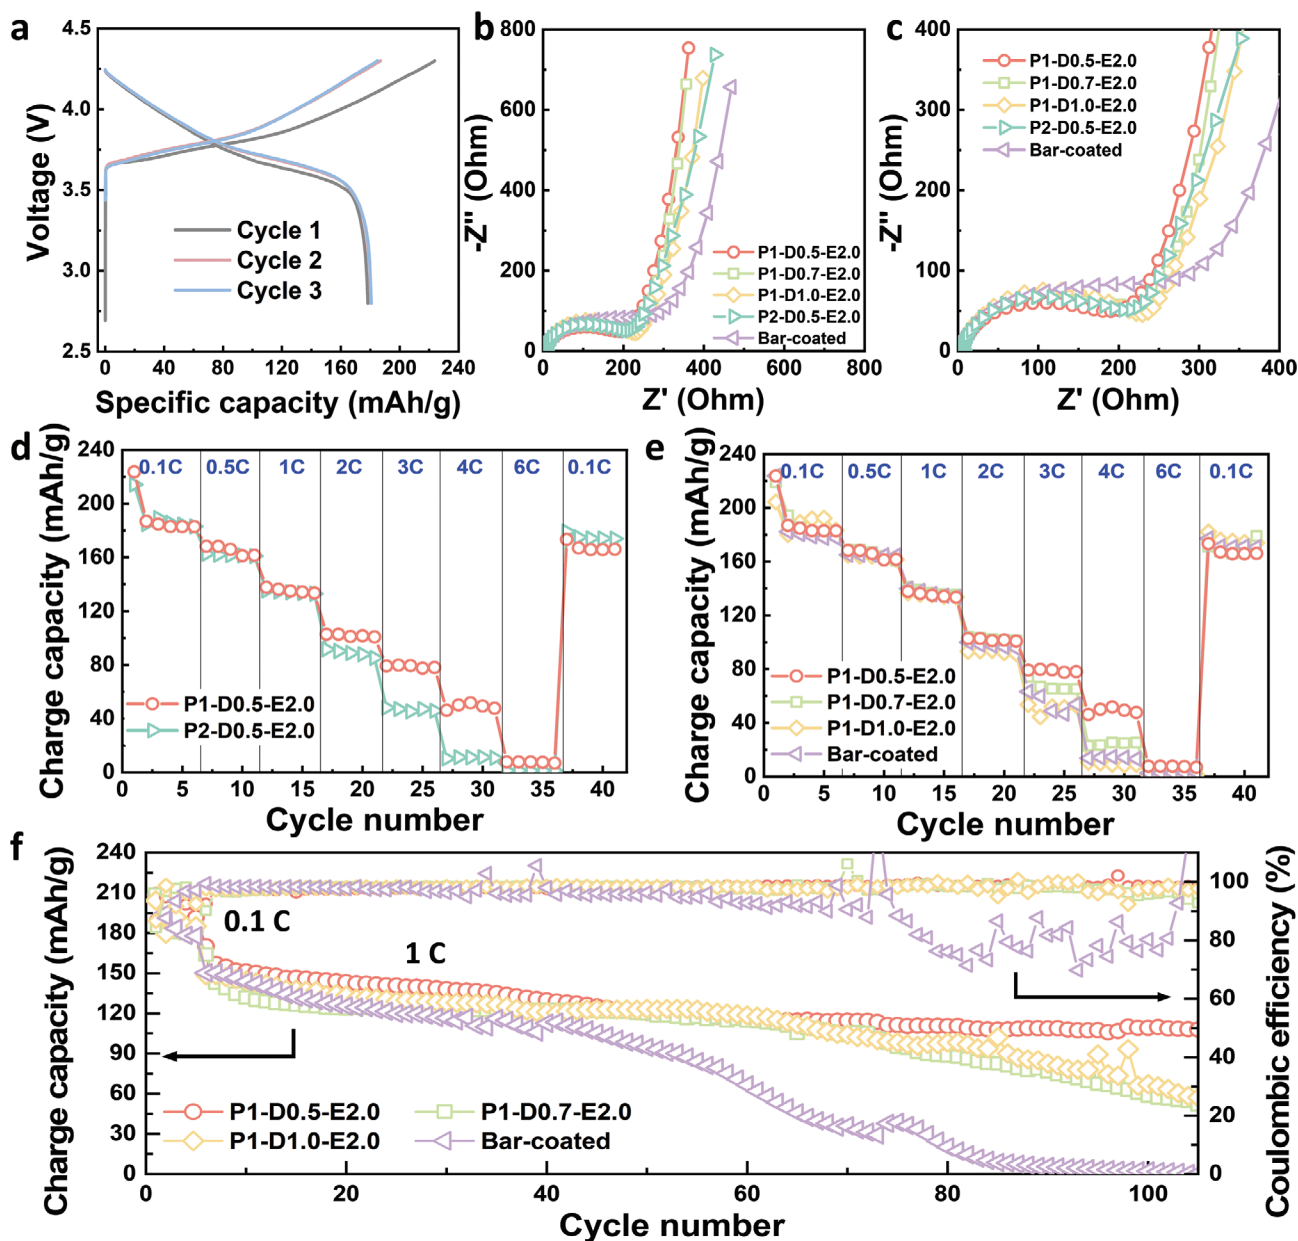 a
4.5
4.0
3.5
3.0
2.5
0
40
80
120
160
200
240
Voltage (V)
Specific capacity (mAh/g)
Cycle 1
Cycle 2
Cycle 3
b
800
600
400
200
0
0
200
400
600
800
-Z" (Ohm)
Z' (Ohm)
P1-D0.5-E2.0
P1-D0.7-E2.0
P1-D1.0-E2.0
P2-D0.5-E2.0
Bar-coated
c
400
300
200
100
0
0
100
200
300
400
-Z" (Ohm)
Z' (Ohm)
P1-D0.5-E2.0
P1-D0.7-E2.0
P1-D1.0-E2.0
P2-D0.5-E2.0
Bar-coated
d
240
200
160
120
80
40
0
0
5
10
15
20
25
30
35
40
0.1C
0.5C
1C
2C
3C
4C
6C
0.1C
Charge capacity (mAh/g)
Cycle number
P1-D0.5-E2.0
P2-D0.5-E2.0
e
240
200
160
120
80
40
0
0
5
10
15
20
25
30
35
40
0.1C
0.5C
1C
2C
3C
4C
6C
0.1C
Charge capacity (mAh/g)
Cycle number
P1-D0.5-E2.0
P1-D0.7-E2.0
P1-D1.0-E2.0
Bar-coated
f
240
210
180
150
120
90
60
30
0
0
20
40
60
80
100
100
80
60
40
20
0
Charge capacity (mAh/g)
Coulombic efficiency (%)
Cycle number
0.1 C
1 C
P1-D0.5-E2.0
P1-D0.7-E2.0
P1-D1.0-E2.0
Bar-coated